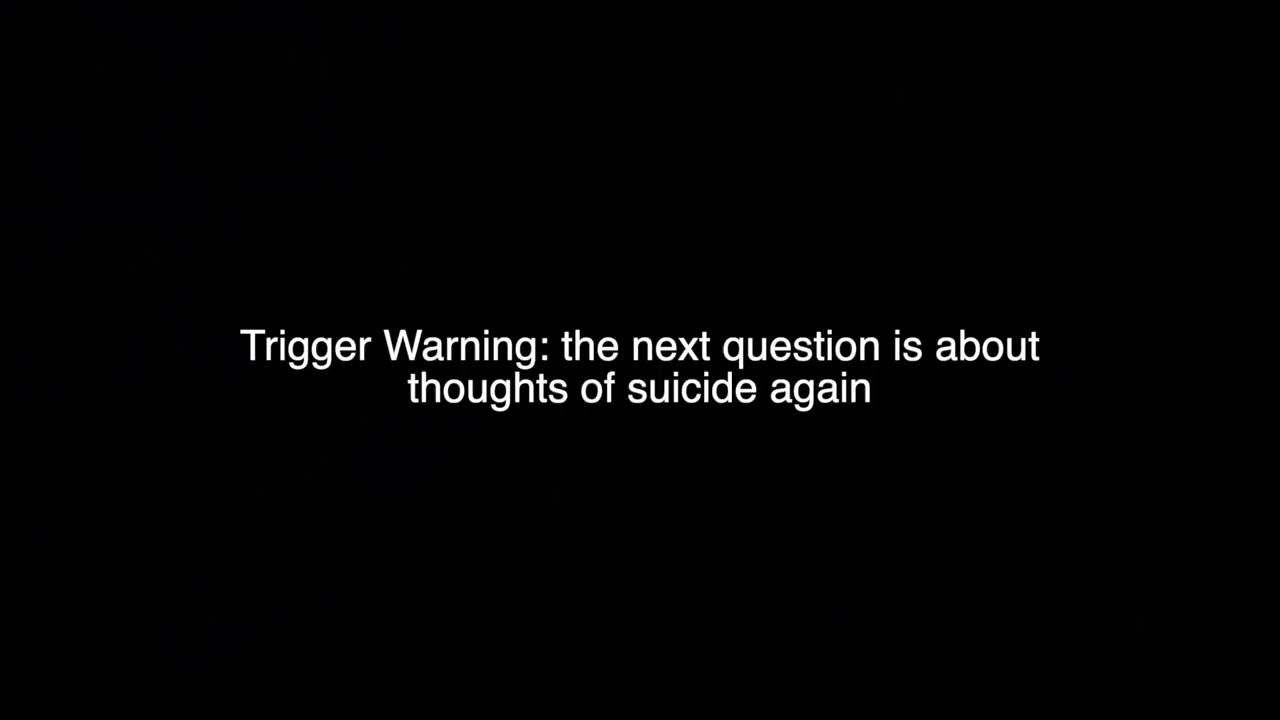 Trigger Warning: the next question is about
thoughts of suicide again